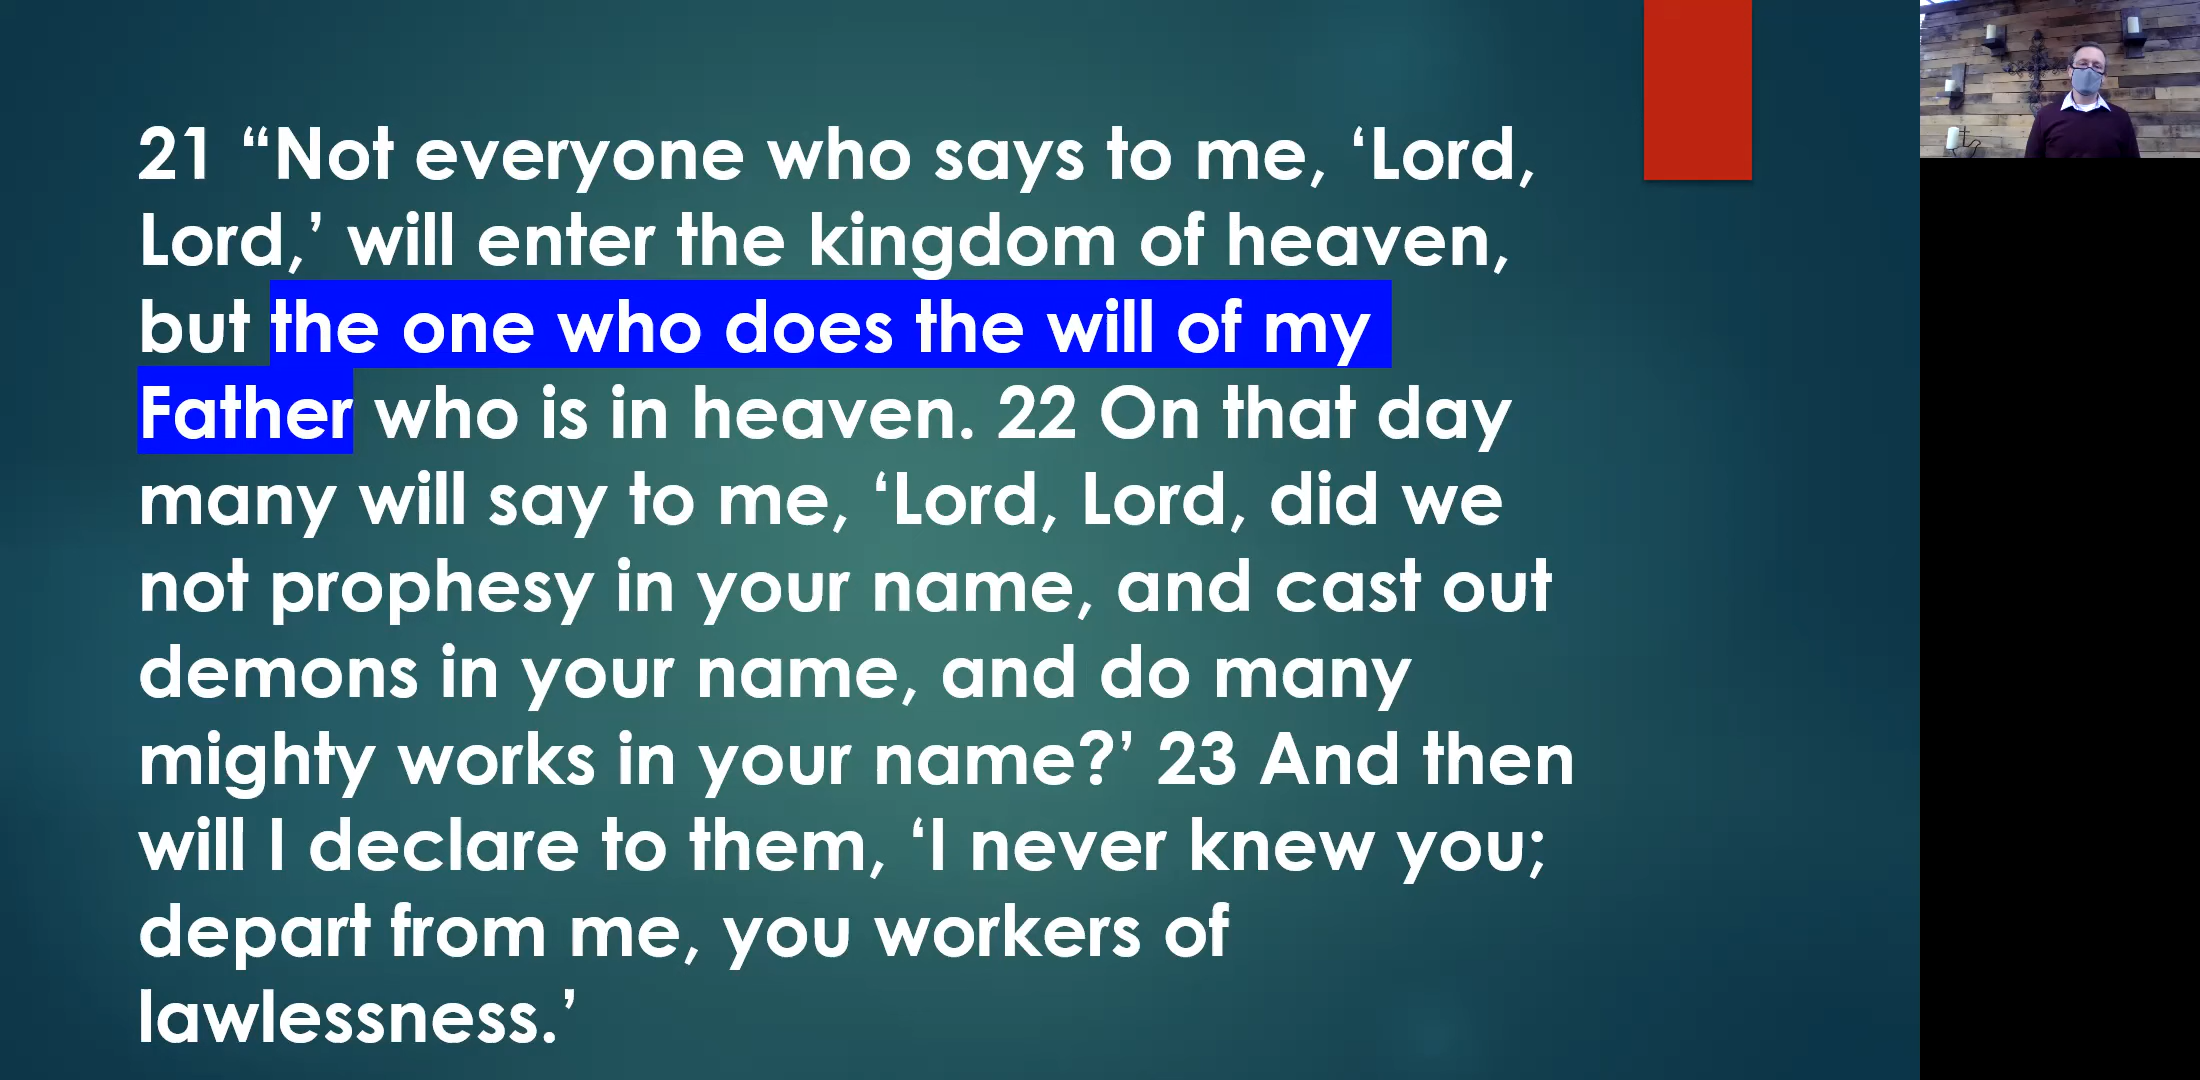 21 “Not everyone who says to me, ‘Lord,
Lord,’ will enter the kingdom of heaven,
but the one who does the will of my
Father who is in heaven. 22 On that day
many will say to me, ‘Lord, Lord, did we
not prophesy in your name, and cast out
demons in your name, and do many
mighty works in your name?’ 23 And then
will I declare to them, ‘I never knew you;
depart from me, you workers of
lawlessness.’